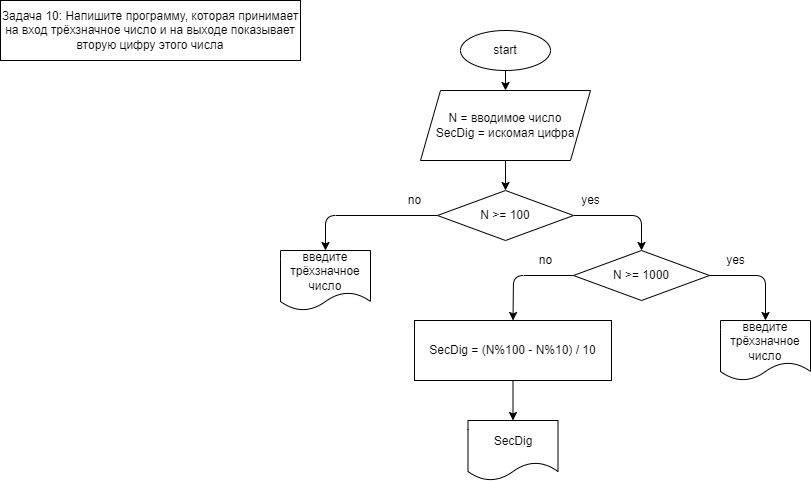 Задача 10: Напишите программу, которая принимает
на вход трёхзначное число и на выходе показывает
вторую цифру этого числа
start
N = вводимое число
SecDig = искомая цифра
no
yes
N >= 100
введите
трёхзначное
число
no
yes
N >= 1000
введите
трёхзначное
число
SecDig = (N%100 - N%10) / 10
SecDig